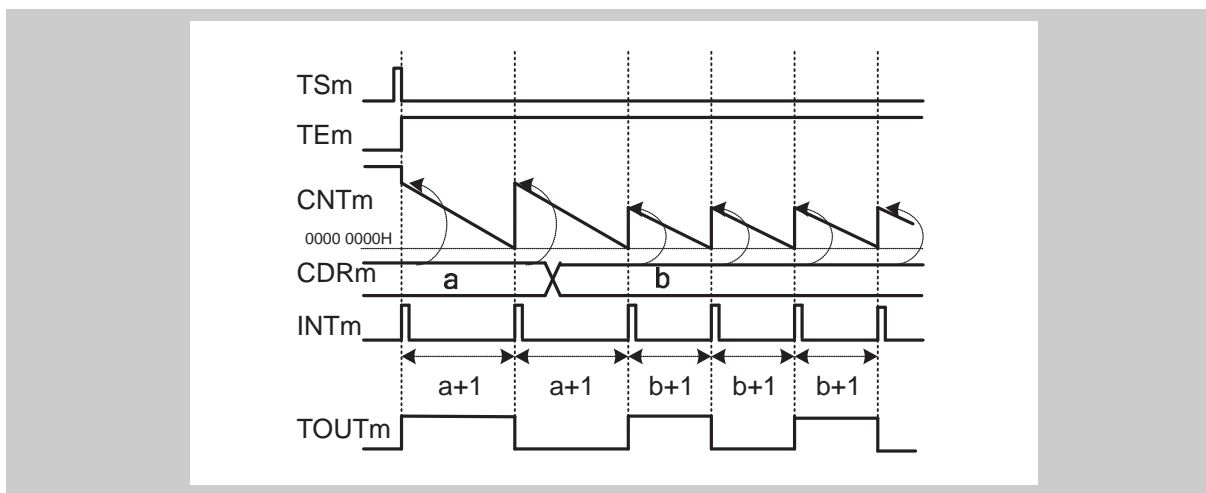 TSm
TEm
CNTm
0000 0000H
CDRm
a
b
INTm
a+1
a+1
b+1
b+1
b+1
TOUTm